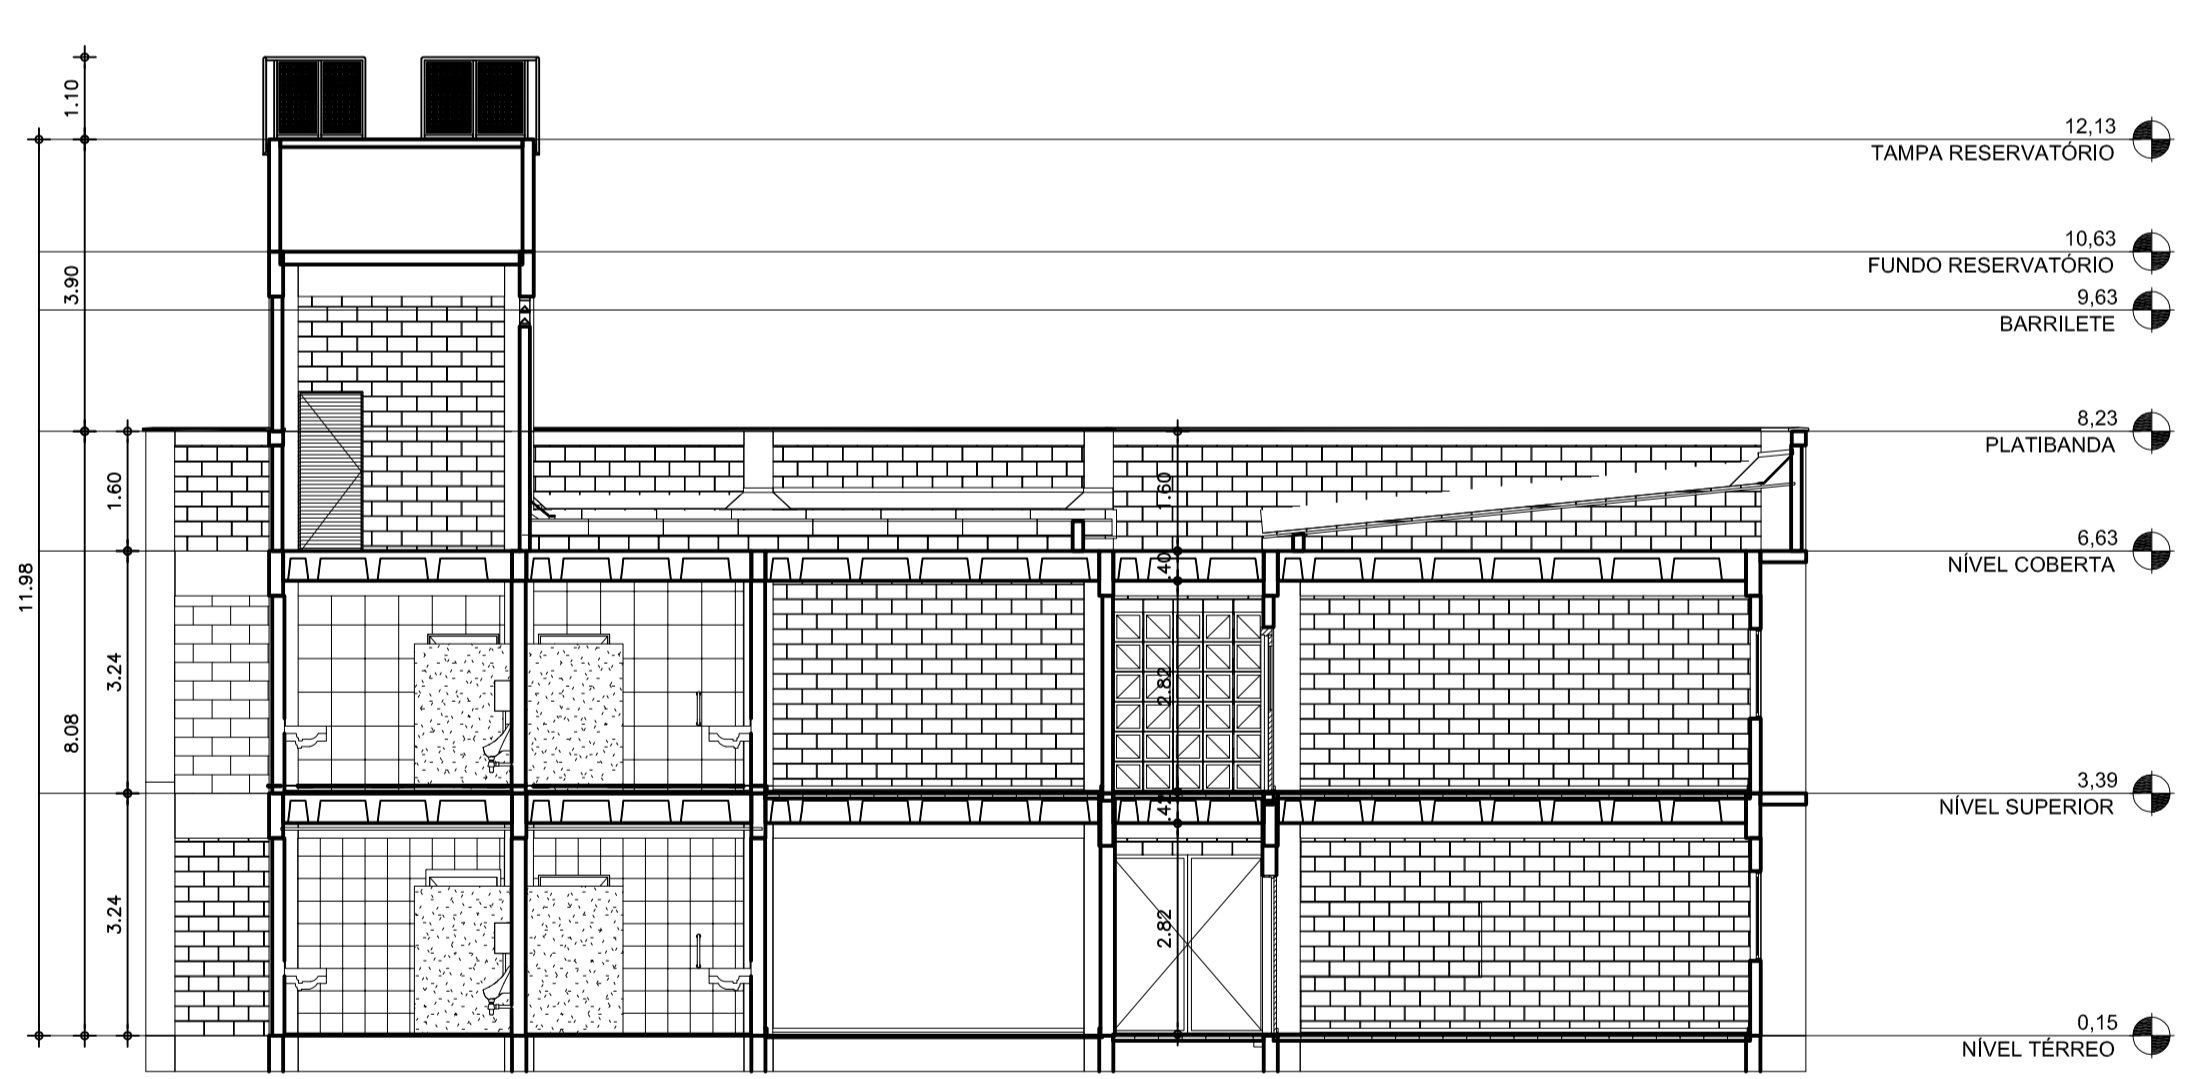 1.10
12,13
TAMPA RESERVATÓRIO
10,63
FUNDO RESERVATÓRIO
3.90
9,63
BARRILETE
8,23
PLATIBANDA
1.60
1.60
6,63
NÍVEL COBERTA
.40
11.98
3.24
2.82
8.08
3,39
NÍVEL SUPERIOR
.42
3.24
2.82
0,15
NÍVEL TÉRREO